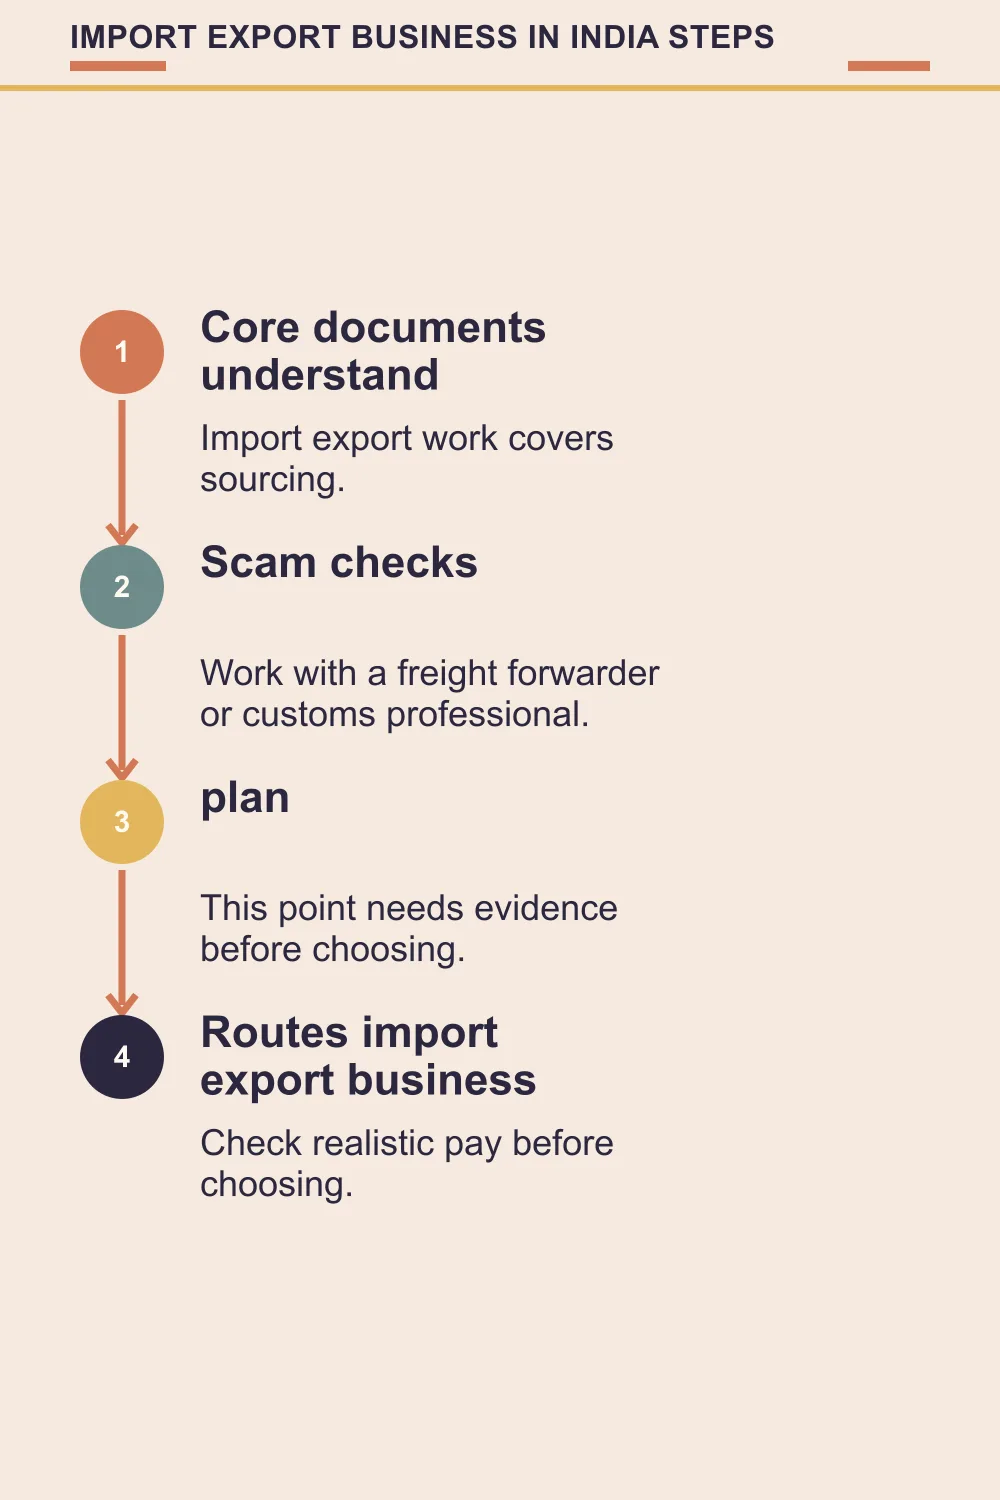 IMPORT EXPORT BUSINESS IN INDIA STEPS
1
Core documents
understand
Import export work covers
sourcing.
2
Scam checks
Work with a freight forwarder
or customs professional.
3
plan
This point needs evidence
before choosing.
4
Routes import
export business
Check realistic pay before
choosing.